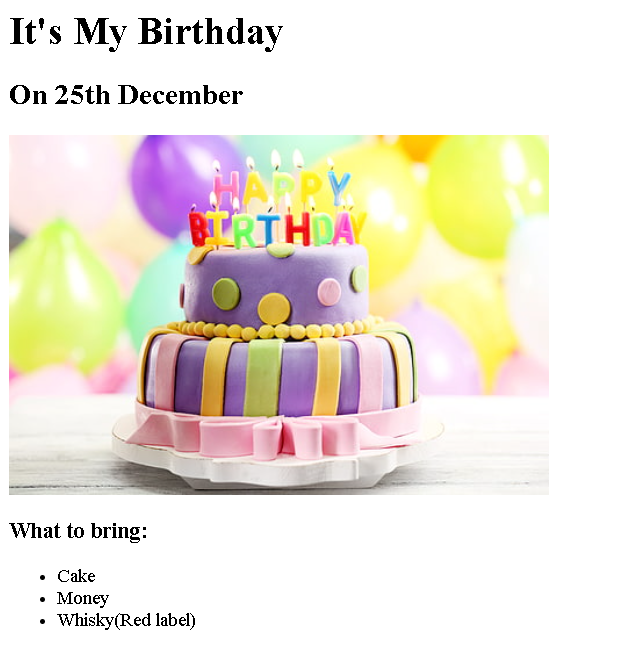 It's My Birthday
On 25th December
HAPPY
BIRTHDAY
What to bring:
Cake
Money
Whisky(Red label)